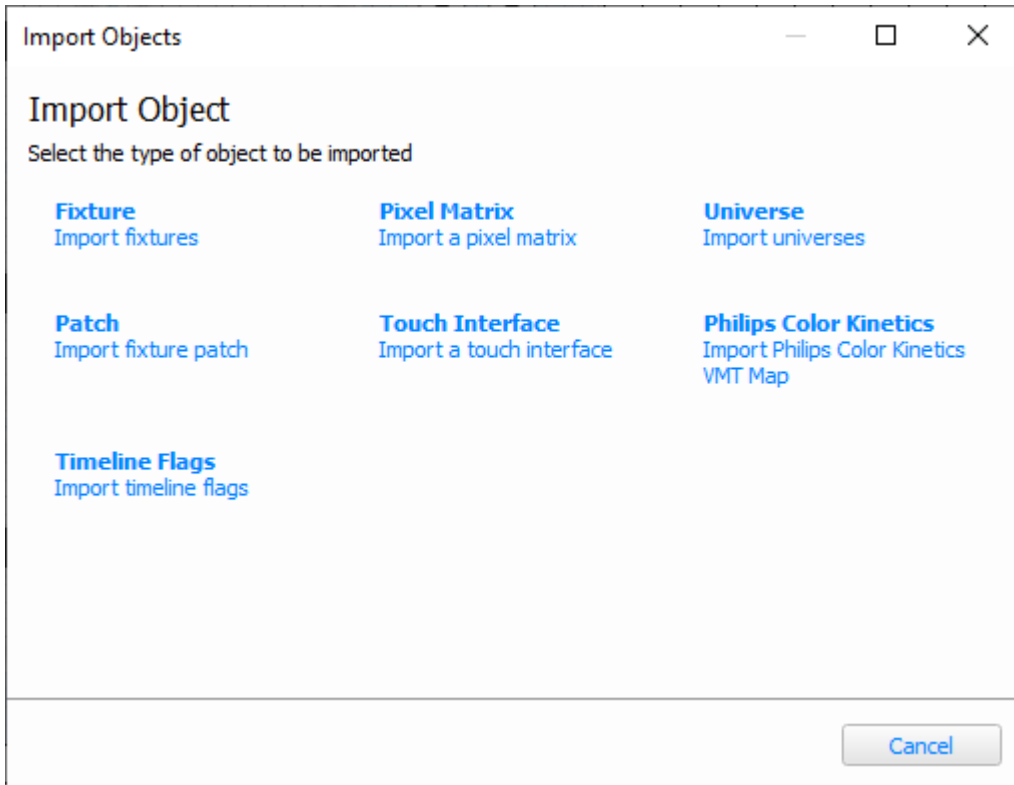 Import Objects
Import Object
Select the type of object to be imported
Fixture
Import fixtures
Pixel Matrix
Import a pixel matrix
Universe
Import universes
Patch
Import fixture patch
Touch Interface
Import a touch interface
Philips Color Kinetics
Import Philips Color Kinetics
VMT Map
Timeline Flags
Import timeline flags
Cancel